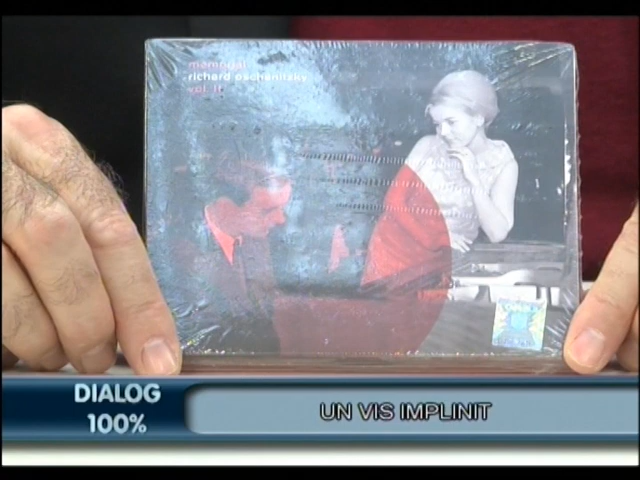 memorial
richard oschanitzky
vol. II
DIALOG
100%
UN VIS IMPLINIT